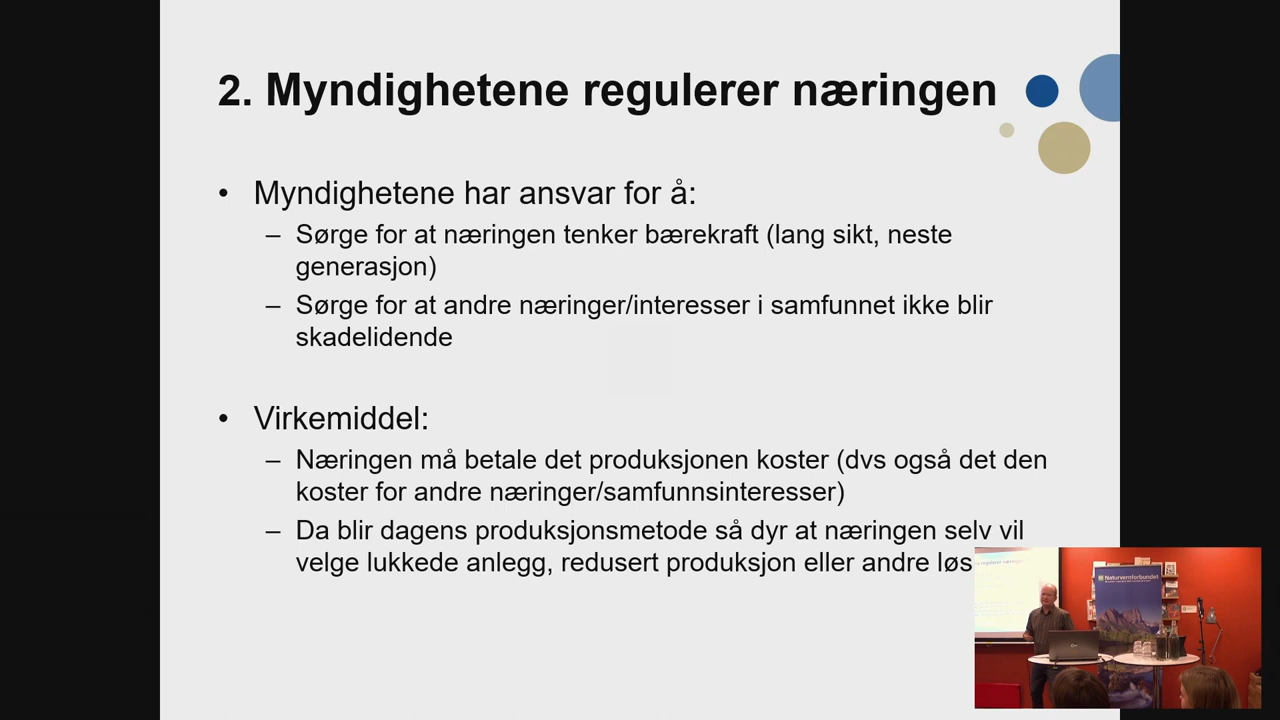 2. Myndighetene regulerer næringen
• Myndighetene har ansvar for å:
– Sørge for at næringen tenker bærekraft (lang sikt, neste
generasjon)
– Sørge for at andre næringer/interesser i samfunnet ikke blir
skadelidende
• Virkemiddel:
– Næringen må betale det produksjonen koster (dvs også det den
koster for andre næringer/samfunnsinteresser)
– Da blir dagens produksjonsmetode så dyr at næringen selv vil
velge lukkede anlegg, redusert produksjon eller andre løs
Naturvernforbundet